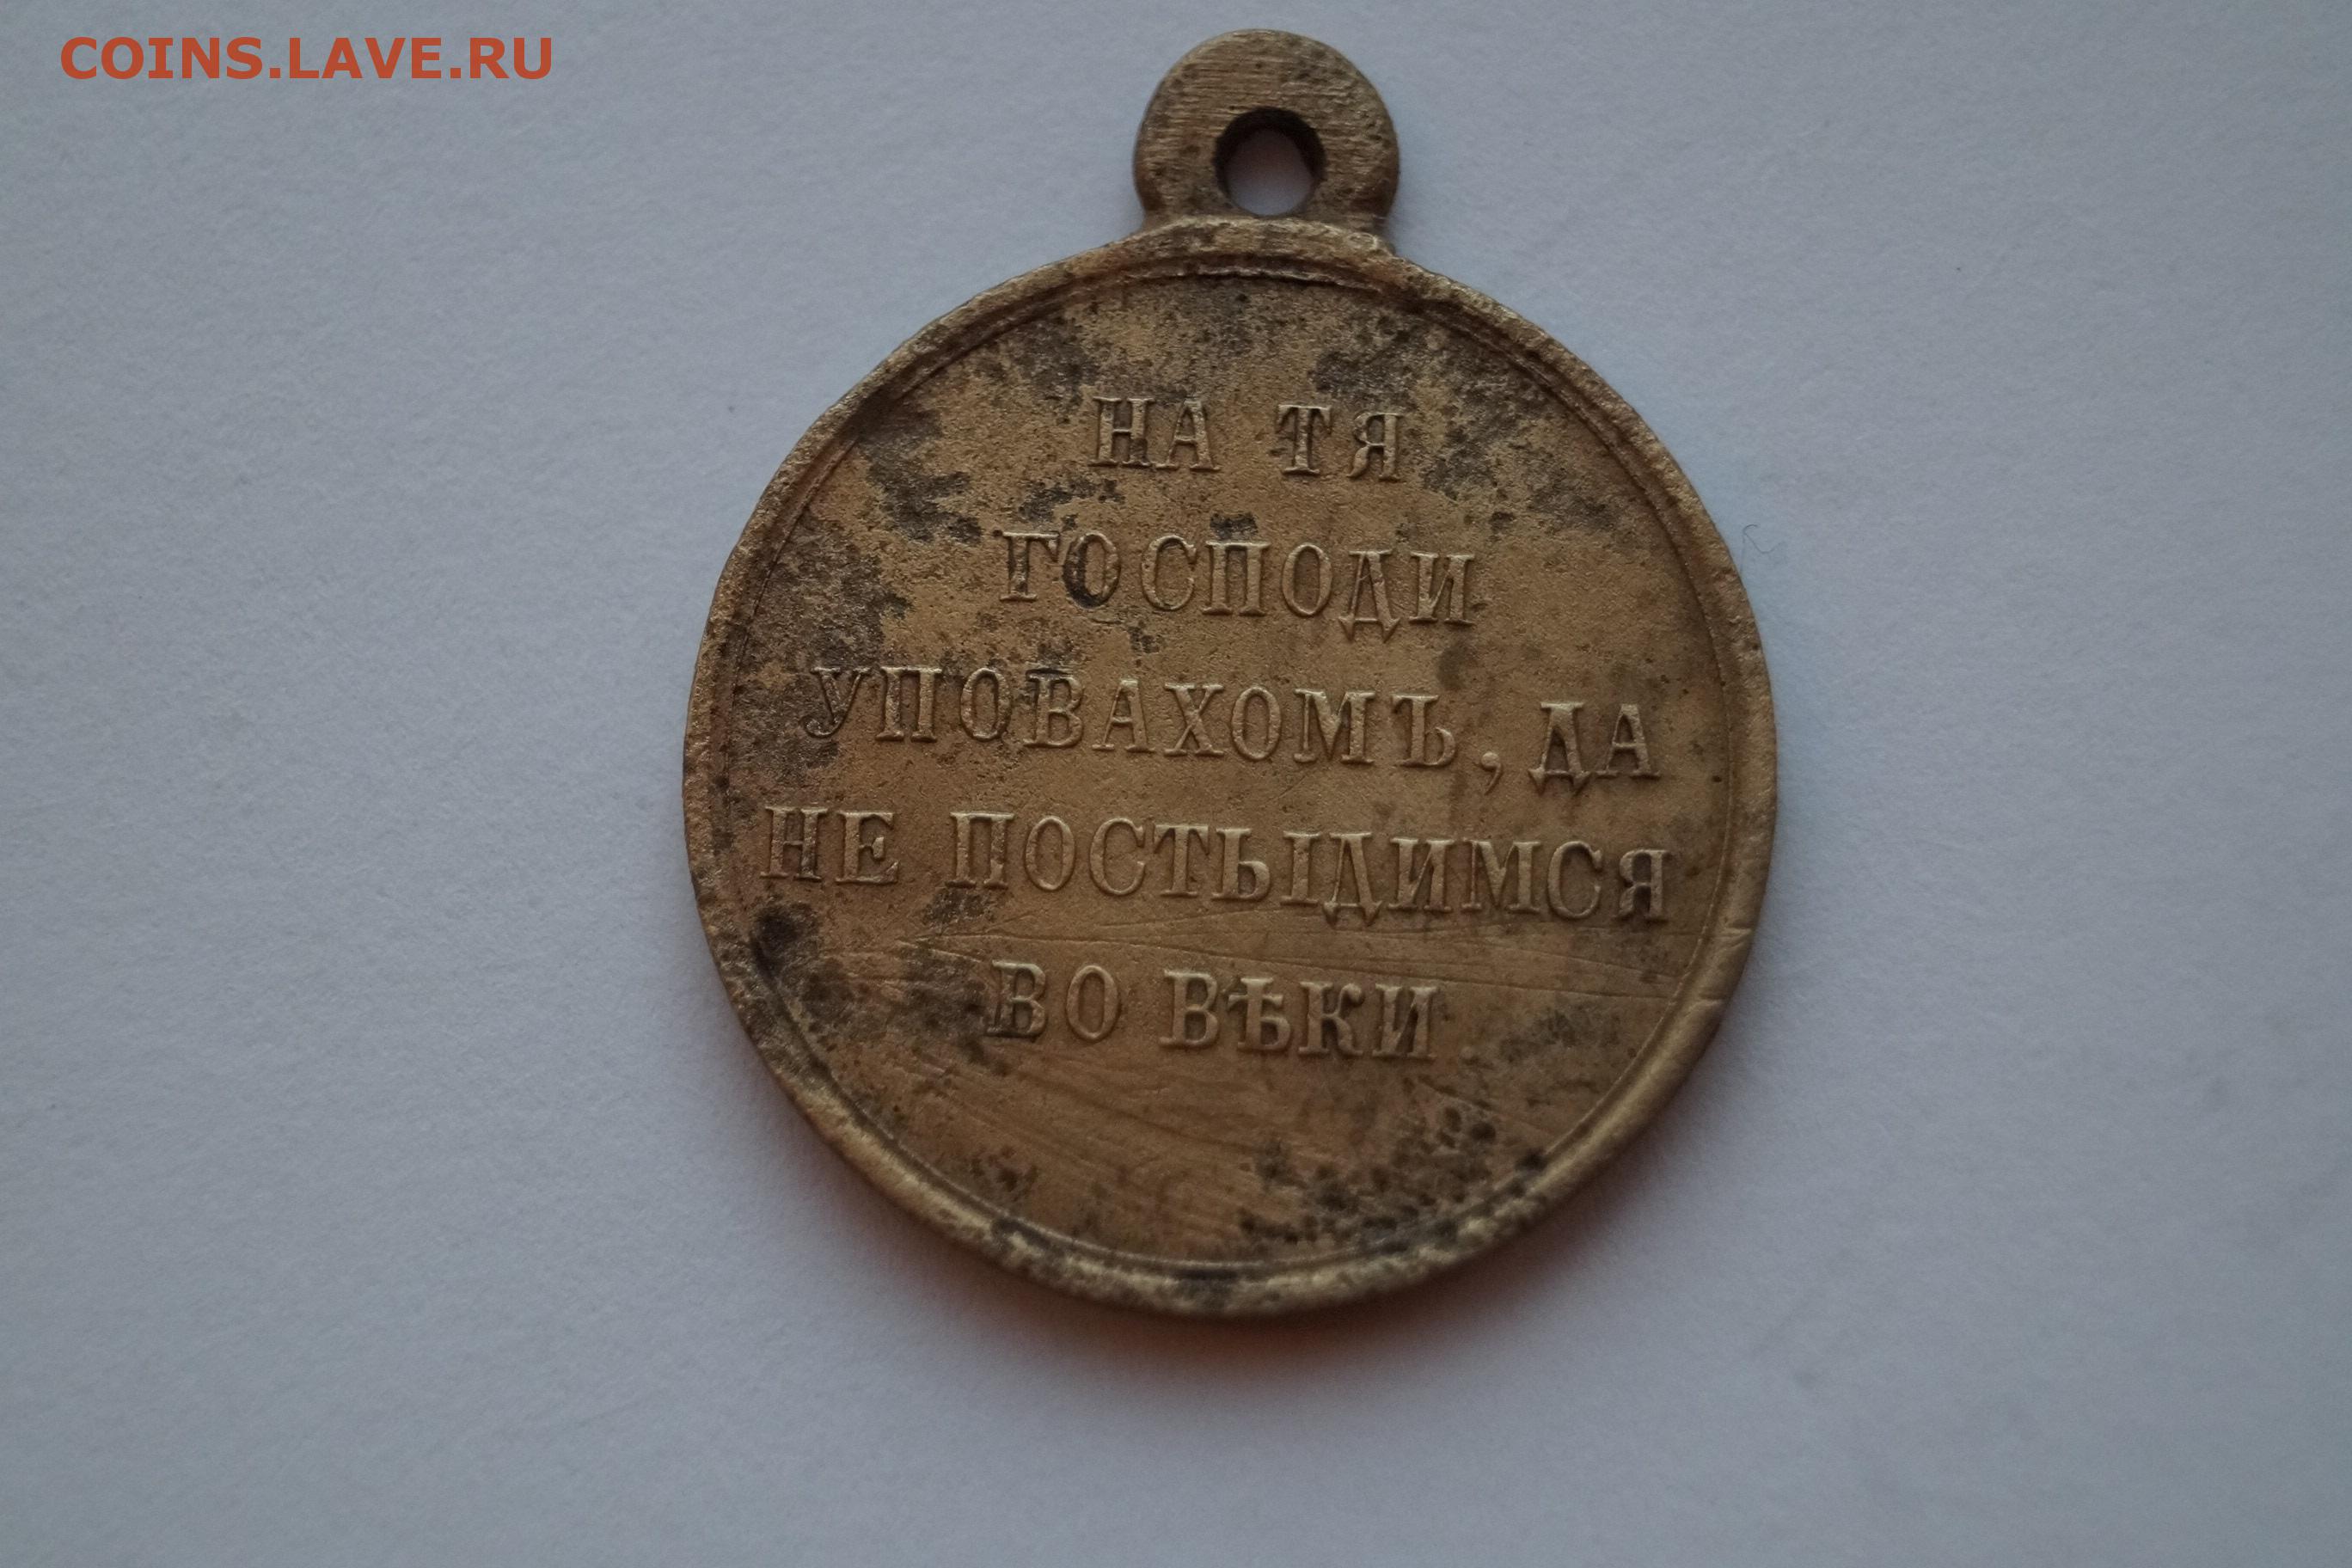 COINS.LAVE.RU
НА ТЯ
ГОСПОДИ
УПОВАХОМЪ, ДА
НЕ ПОСТЫДИМСЯ
ВО ВѢКИ.